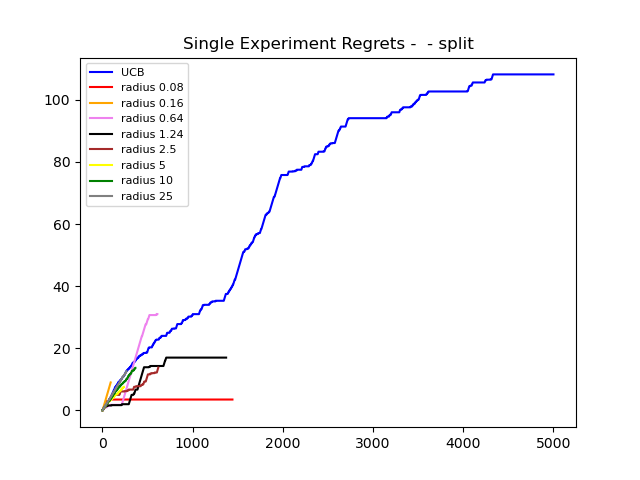 Single Experiment Regrets -  - split
UCB
radius 0.08
radius 0.16
radius 0.64
radius 1.24
radius 2.5
radius 5
radius 10
radius 25
100
80
60
40
20
0
0 1000 2000 3000 4000 5000